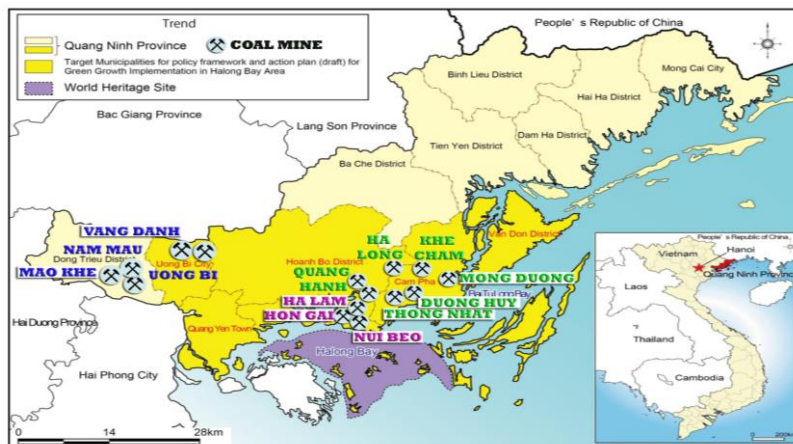 Trend
Quang Ninh Province
COAL MINE
Target Municipalities for policy framework and action plan (draft) for
Green Growth Implementation in Halong Bay
Area
World Heritage Site
People's Republic of China
Bac Giang Province
Lang Son Province
Binh Lieu District
Mong Cai City
Hai Ha District
Dam Ha District
Tien Yen District
Ba Che District
Van Don District
VANG DANH
Dong Trieu District
NAM MAU
MAO KHE
Uong Bi City
UONG BI
Hoanh Bo District
HA
LONG
KHE
CHAM
QUANG
HANH
Cam Pha
MONG DUONG
HA LAM
DUONG HUY
HON GAI
THONG NHAT
Bai Tu Long Bay
Quang Yen Town
NUI BEO
Halong Bay
Hai Duong Province
Hai Phong City
0
14
28km
People's Republic of China
Vietnam
Hanoi
Quang Ninh Province
Laos
Thailand
Cambodia
0
200km